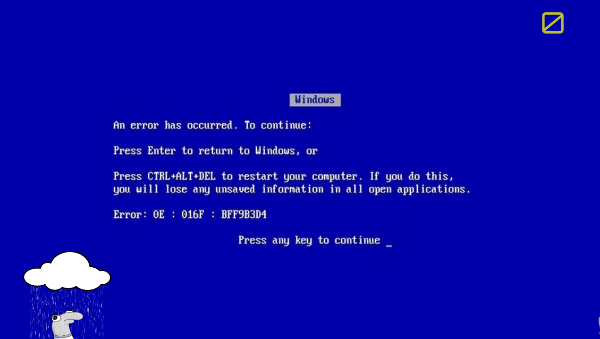 Windows
An error has occurred. To continue:
Press Enter to return to Windows, or
Press CTRL+ALT+DEL to restart your computer. If you do this,
you will lose any unsaved information in all open applications.
Error: 0E : 016F : BFF9B3D4
Press any key to continue _